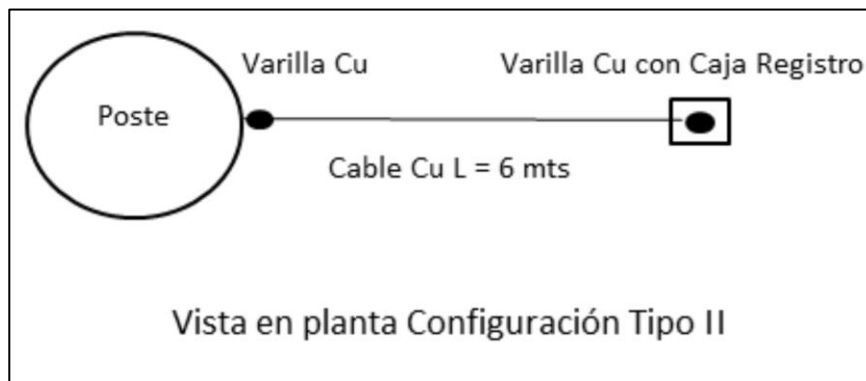 Varilla Cu
Varilla Cu con Caja Registro
Poste
Cable Cu L = 6 mts
Vista en planta Configuración Tipo II